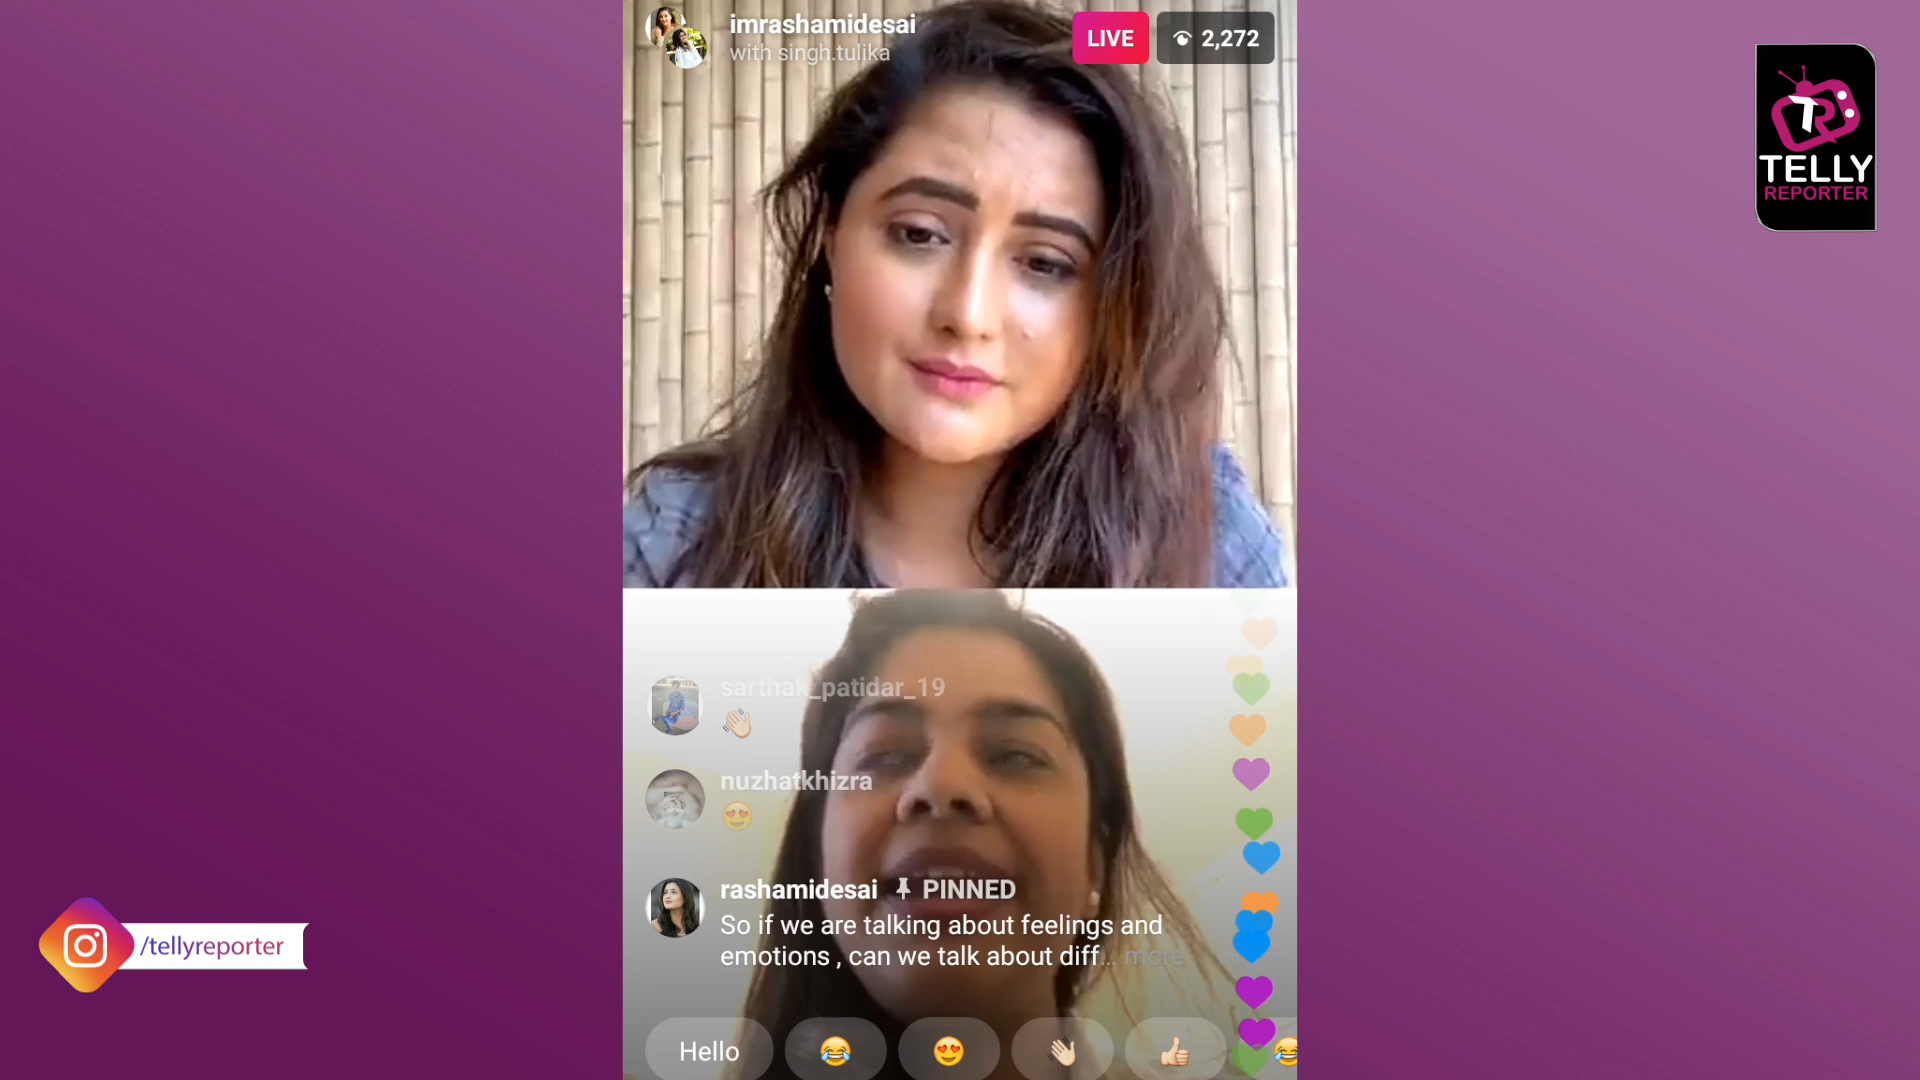 imrashamidesai
with singh.tulika
LIVE
2,272
TR
TELLY
REPORTER
sarthak_patidar_19
nuzhatkhizra
rashamidesai PINNED
So if we are talking about feelings and
emotions , can we talk about diff... more
/tellyreporter
Hello